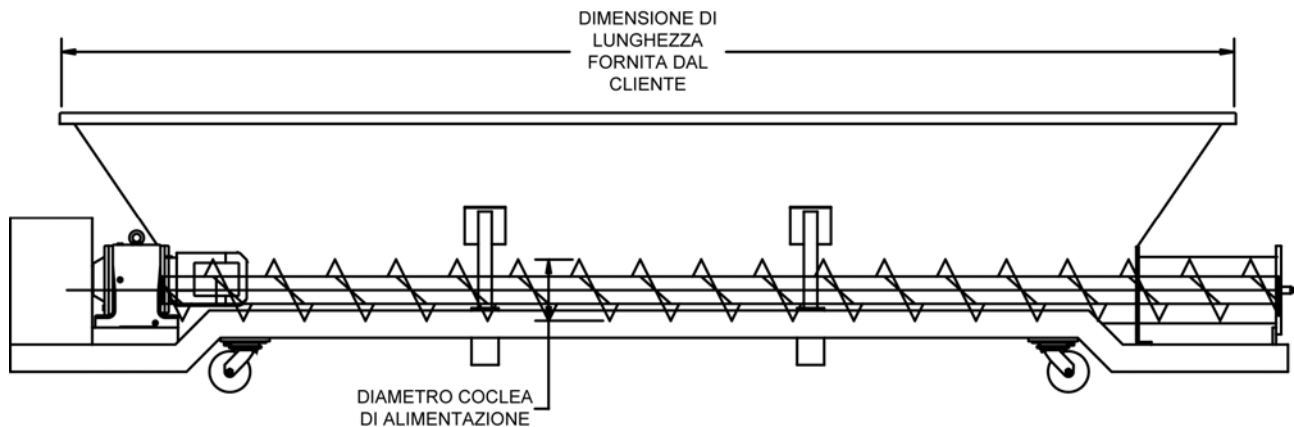 DIMENSIONE DI
LUNGHEZZA
FORNITA DAL
CLIENTE
DIAMETRO COCLEA
DI ALIMENTAZIONE